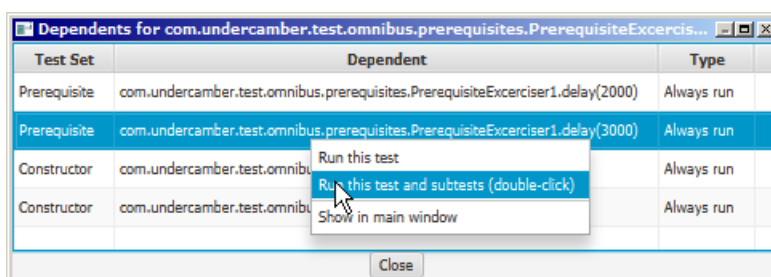 Dependents for com.undercamber.test.omnibus.prerequisites.PrerequisiteExcercis...
Test Set Dependent Type
Prerequisite com.undercamber.test.omnibus.prerequisites.PrerequisiteExcerciser1.delay(2000) Always run
Prerequisite com.undercamber.test.omnibus.prerequisites.PrerequisiteExcerciser1.delay(3000) Always run
Run this test
Constructor com.undercamber.test.omnibu Always run
Run this test and subtests (double-click)
Constructor com.undercamber.test.omnibu Always run
Show in main window
Close